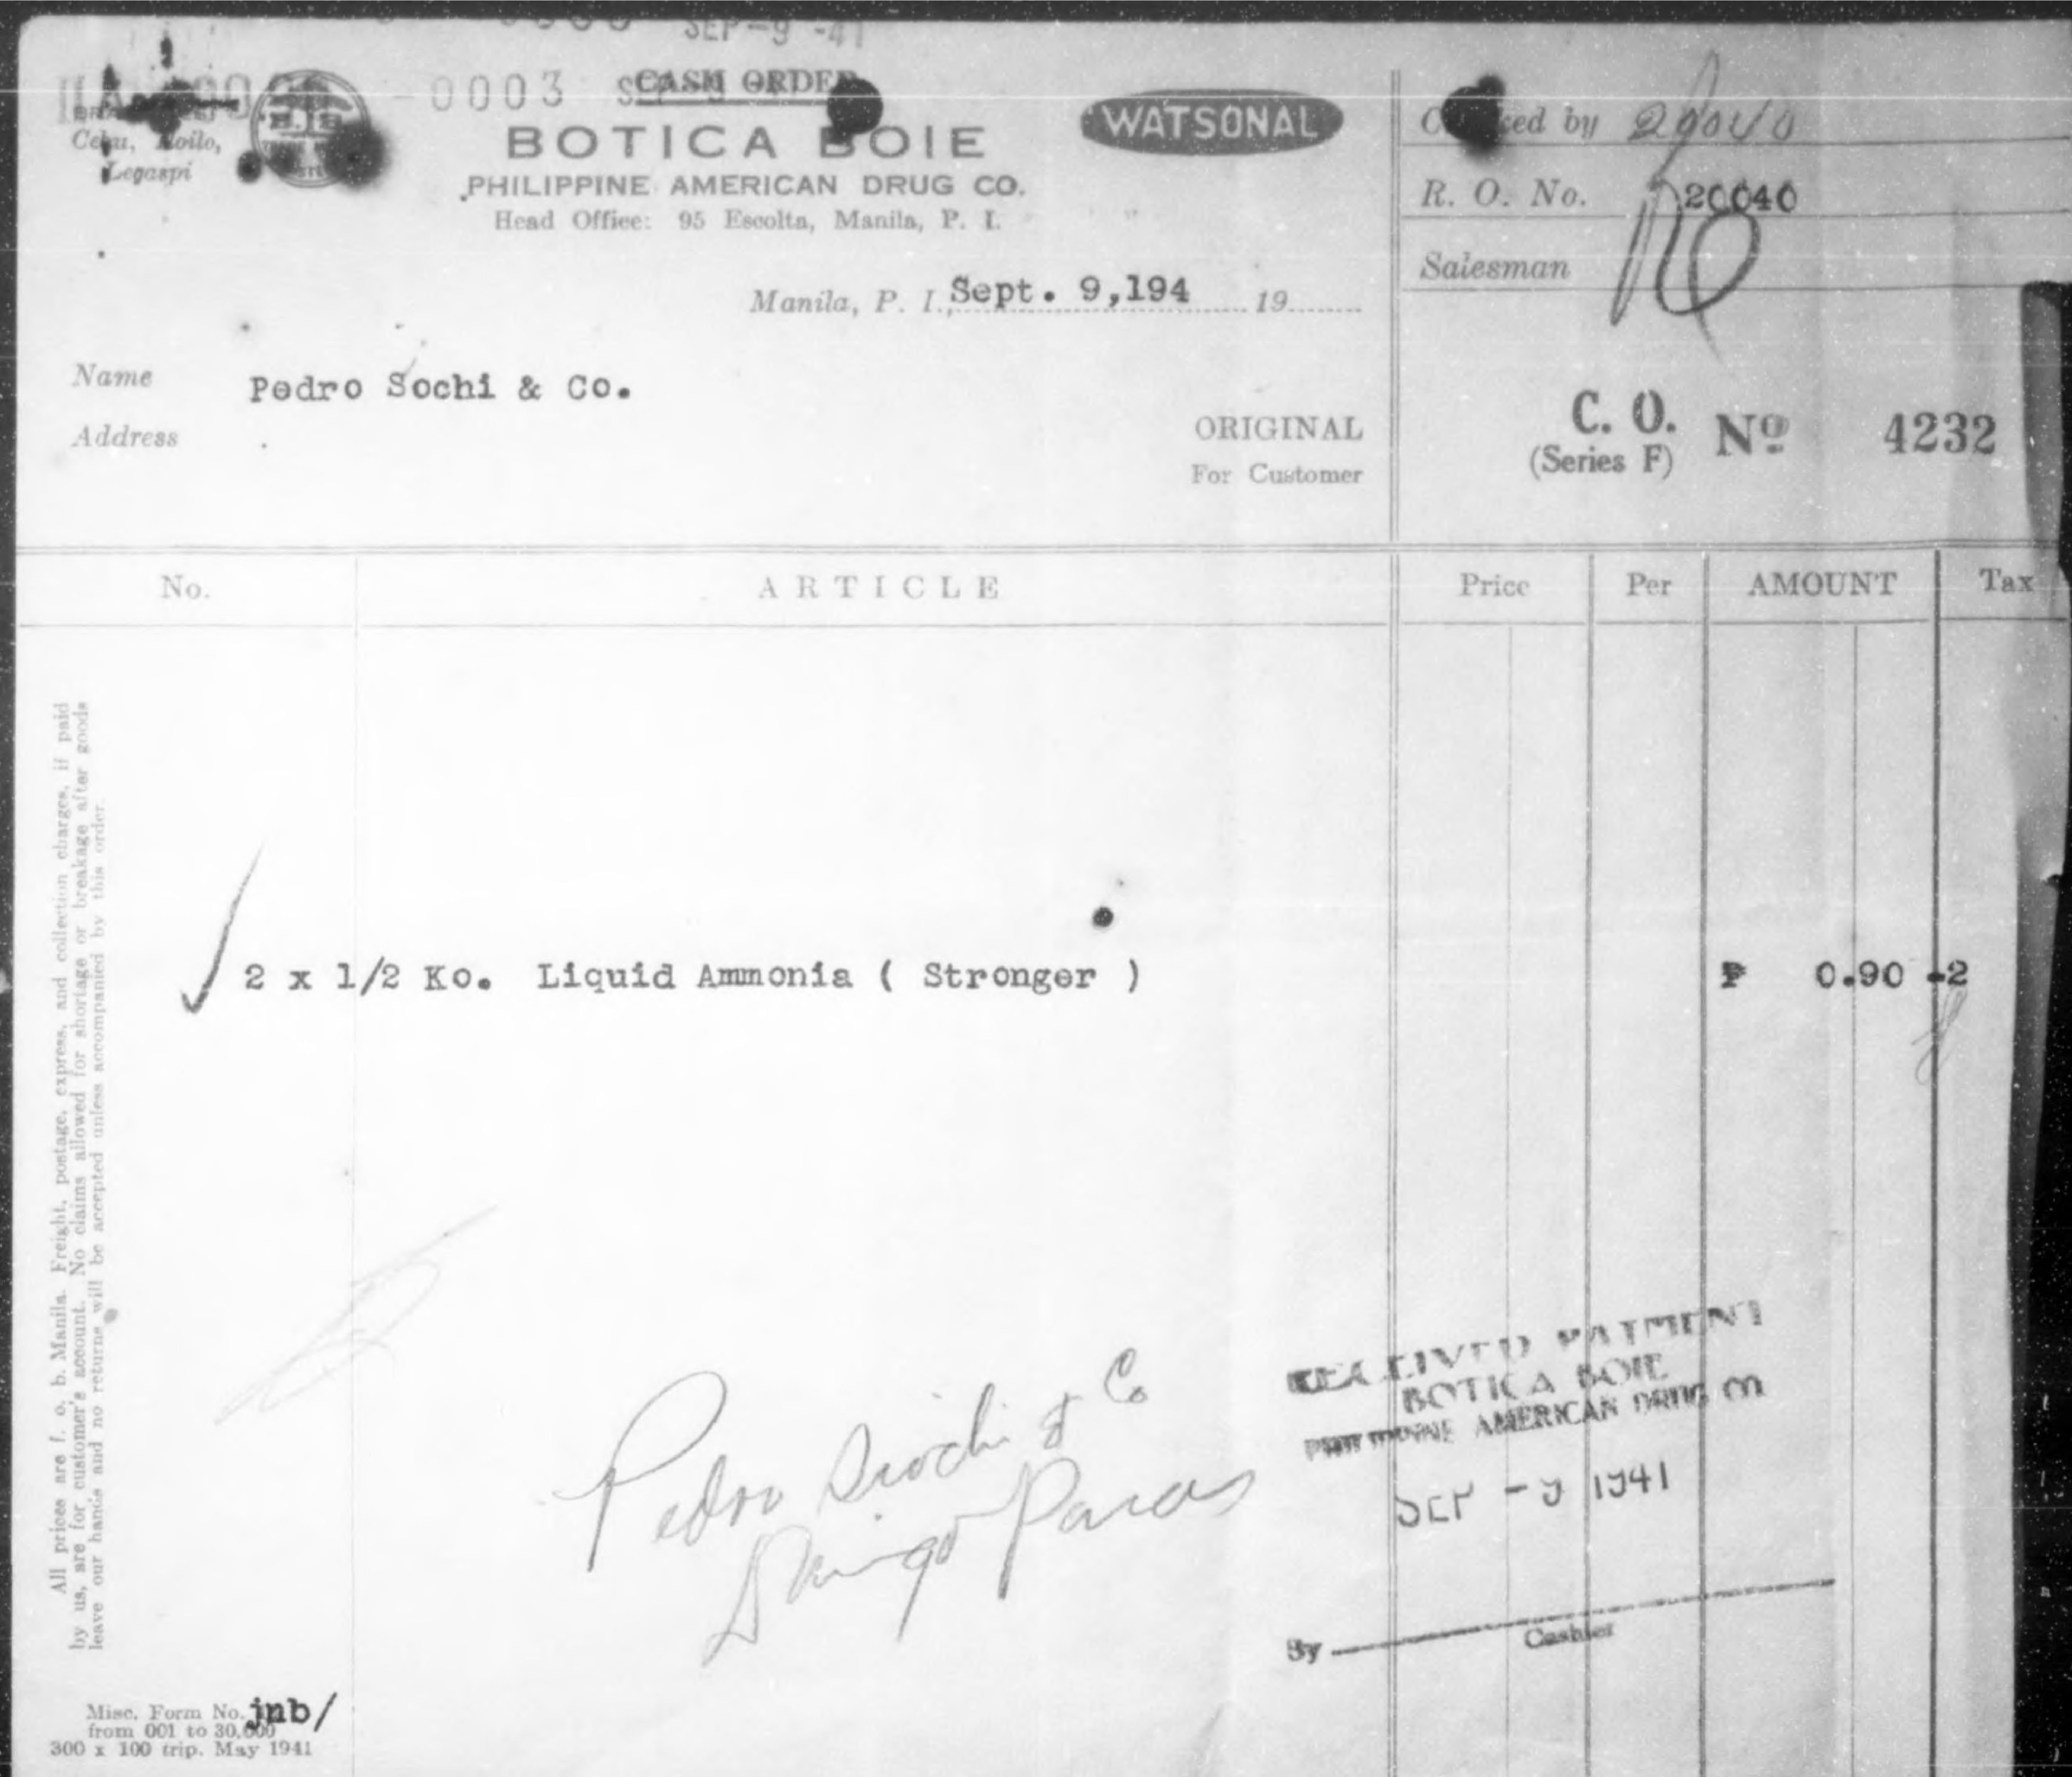 SEP-9-41
0003
CASH ORDER
Cebu, Iloilo,
Legaspi
BOTICA BOIE
PHILIPPINE AMERICAN DRUG CO.
Head Office: 95 Escolta, Manila, P. I.
WATSONAL
Checked by
R. O. No. 20040
Salesman
Manila, P. I., Sept. 9,194 19
Name Pedro Sochi & Co.
Address
ORIGINAL
For Customer
C. O.
(Series F)
Nº 4232
No. ARTICLE Price Per AMOUNT Tax
2 x 1/2 Ko. Liquid Ammonia ( Stronger ) ₱ 0.90 -2
All prices are f. o. b. Manila. Freight, postage, express, and collection charges, if paid
by us, are for customer's account. No claims allowed for shortage or breakage after goods
leave our hands and no returns will be accepted unless accompanied by this order.
Pedro Siochi & Co
Paras
RECEIVED PAYMENT
BOTICA BOIE
PHILIPPINE AMERICAN DRUG CO
SEP -9 1941
By
Cashier
Misc. Form No. jnb/
from 001 to 30,000
300 x 100 trip. May 1941